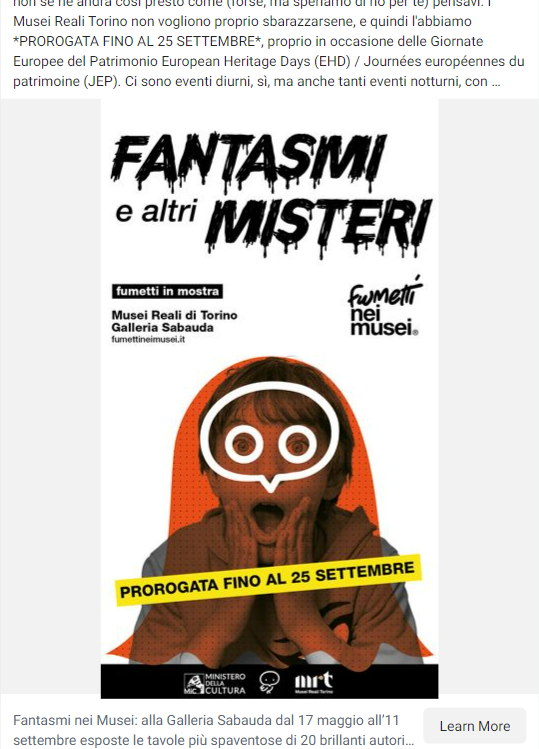 non se ne andrà così presto come (forse, ma speriamo di no per te) pensavi. I
Musei Reali Torino non vogliono proprio sbarazzarsene, e quindi l'abbiamo
*PROROGATA FINO AL 25 SETTEMBRE*, proprio in occasione delle Giornate
Europee del Patrimonio European Heritage Days (EHD) / Journées européennes du
patrimoine (JEP). Ci sono eventi diurni, sì, ma anche tanti eventi notturni, con ...
FANTASMI
e altri MISTERI
fumetti in mostra
Musei Reali di Torino
Galleria Sabauda
fumettineimusei.it
fumetti
nei
musei®
PROROGATA FINO AL 25 SETTEMBRE
MiC MINISTERO
DELLA
CULTURA
mrt
Musei Reali Torino
Fantasmi nei Musei: alla Galleria Sabauda dal 17 maggio all'11
settembre esposte le tavole più spaventose di 20 brillanti autori...
Learn More